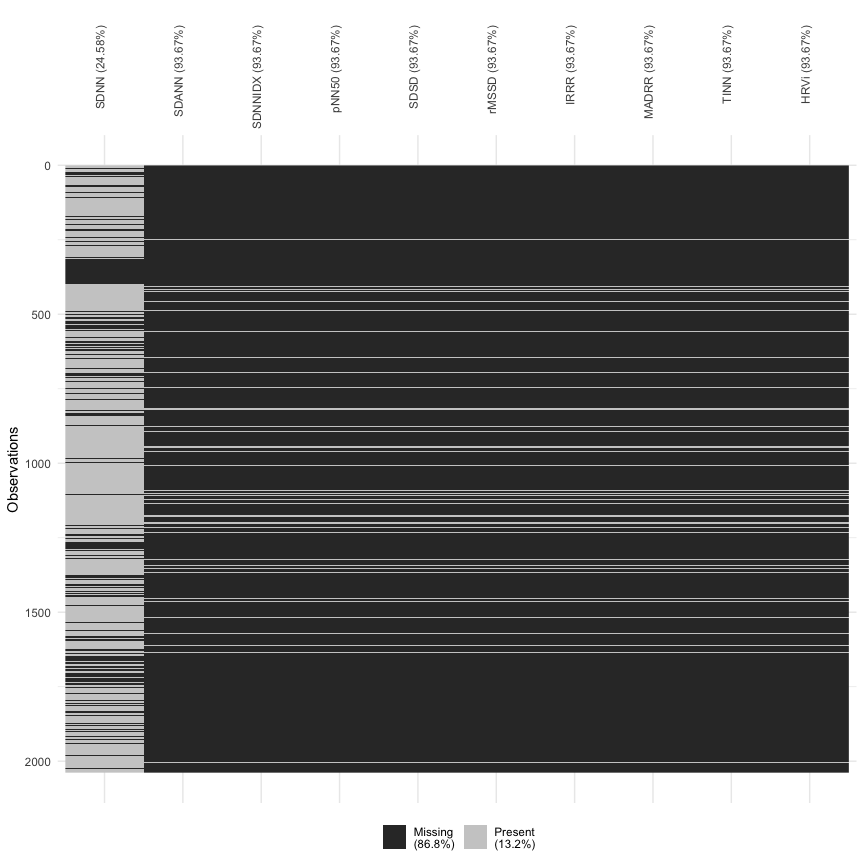 SDNN (24.58%)
SDANN (93.67%)
SDNNIDX (93.67%)
pNN50 (93.67%)
SDSD (93.67%)
rMSSD (93.67%)
IRRR (93.67%)
MADRR (93.67%)
TINN (93.67%)
HRVi (93.67%)
0
500
1000
1500
2000
Observations
Missing
(86.8%)
Present
(13.2%)